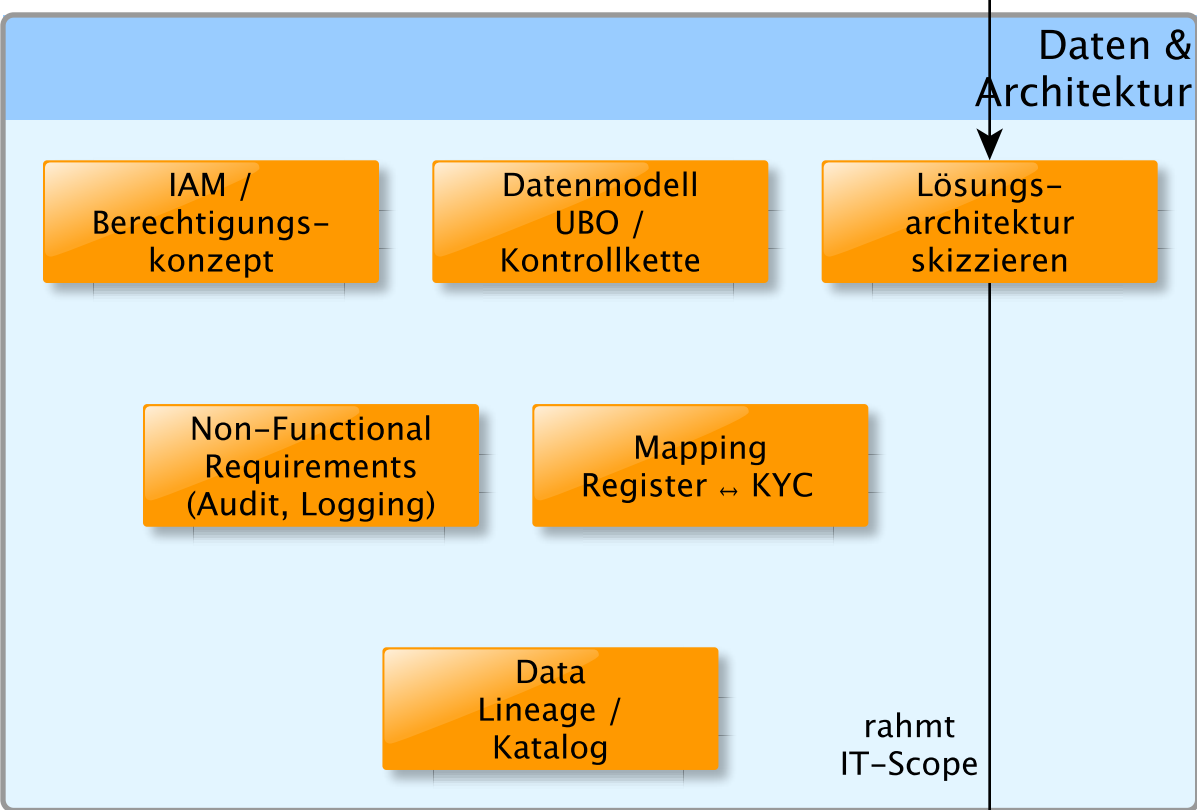 Daten &
Architektur
IAM /
Berechtigungs-
konzept
Datenmodell
UBO /
Kontrollkette
Lösungs-
architektur
skizzieren
Non-Functional
Requirements
(Audit, Logging)
Mapping
Register ↔ KYC
Data
Lineage /
Katalog
rahmt
IT-Scope